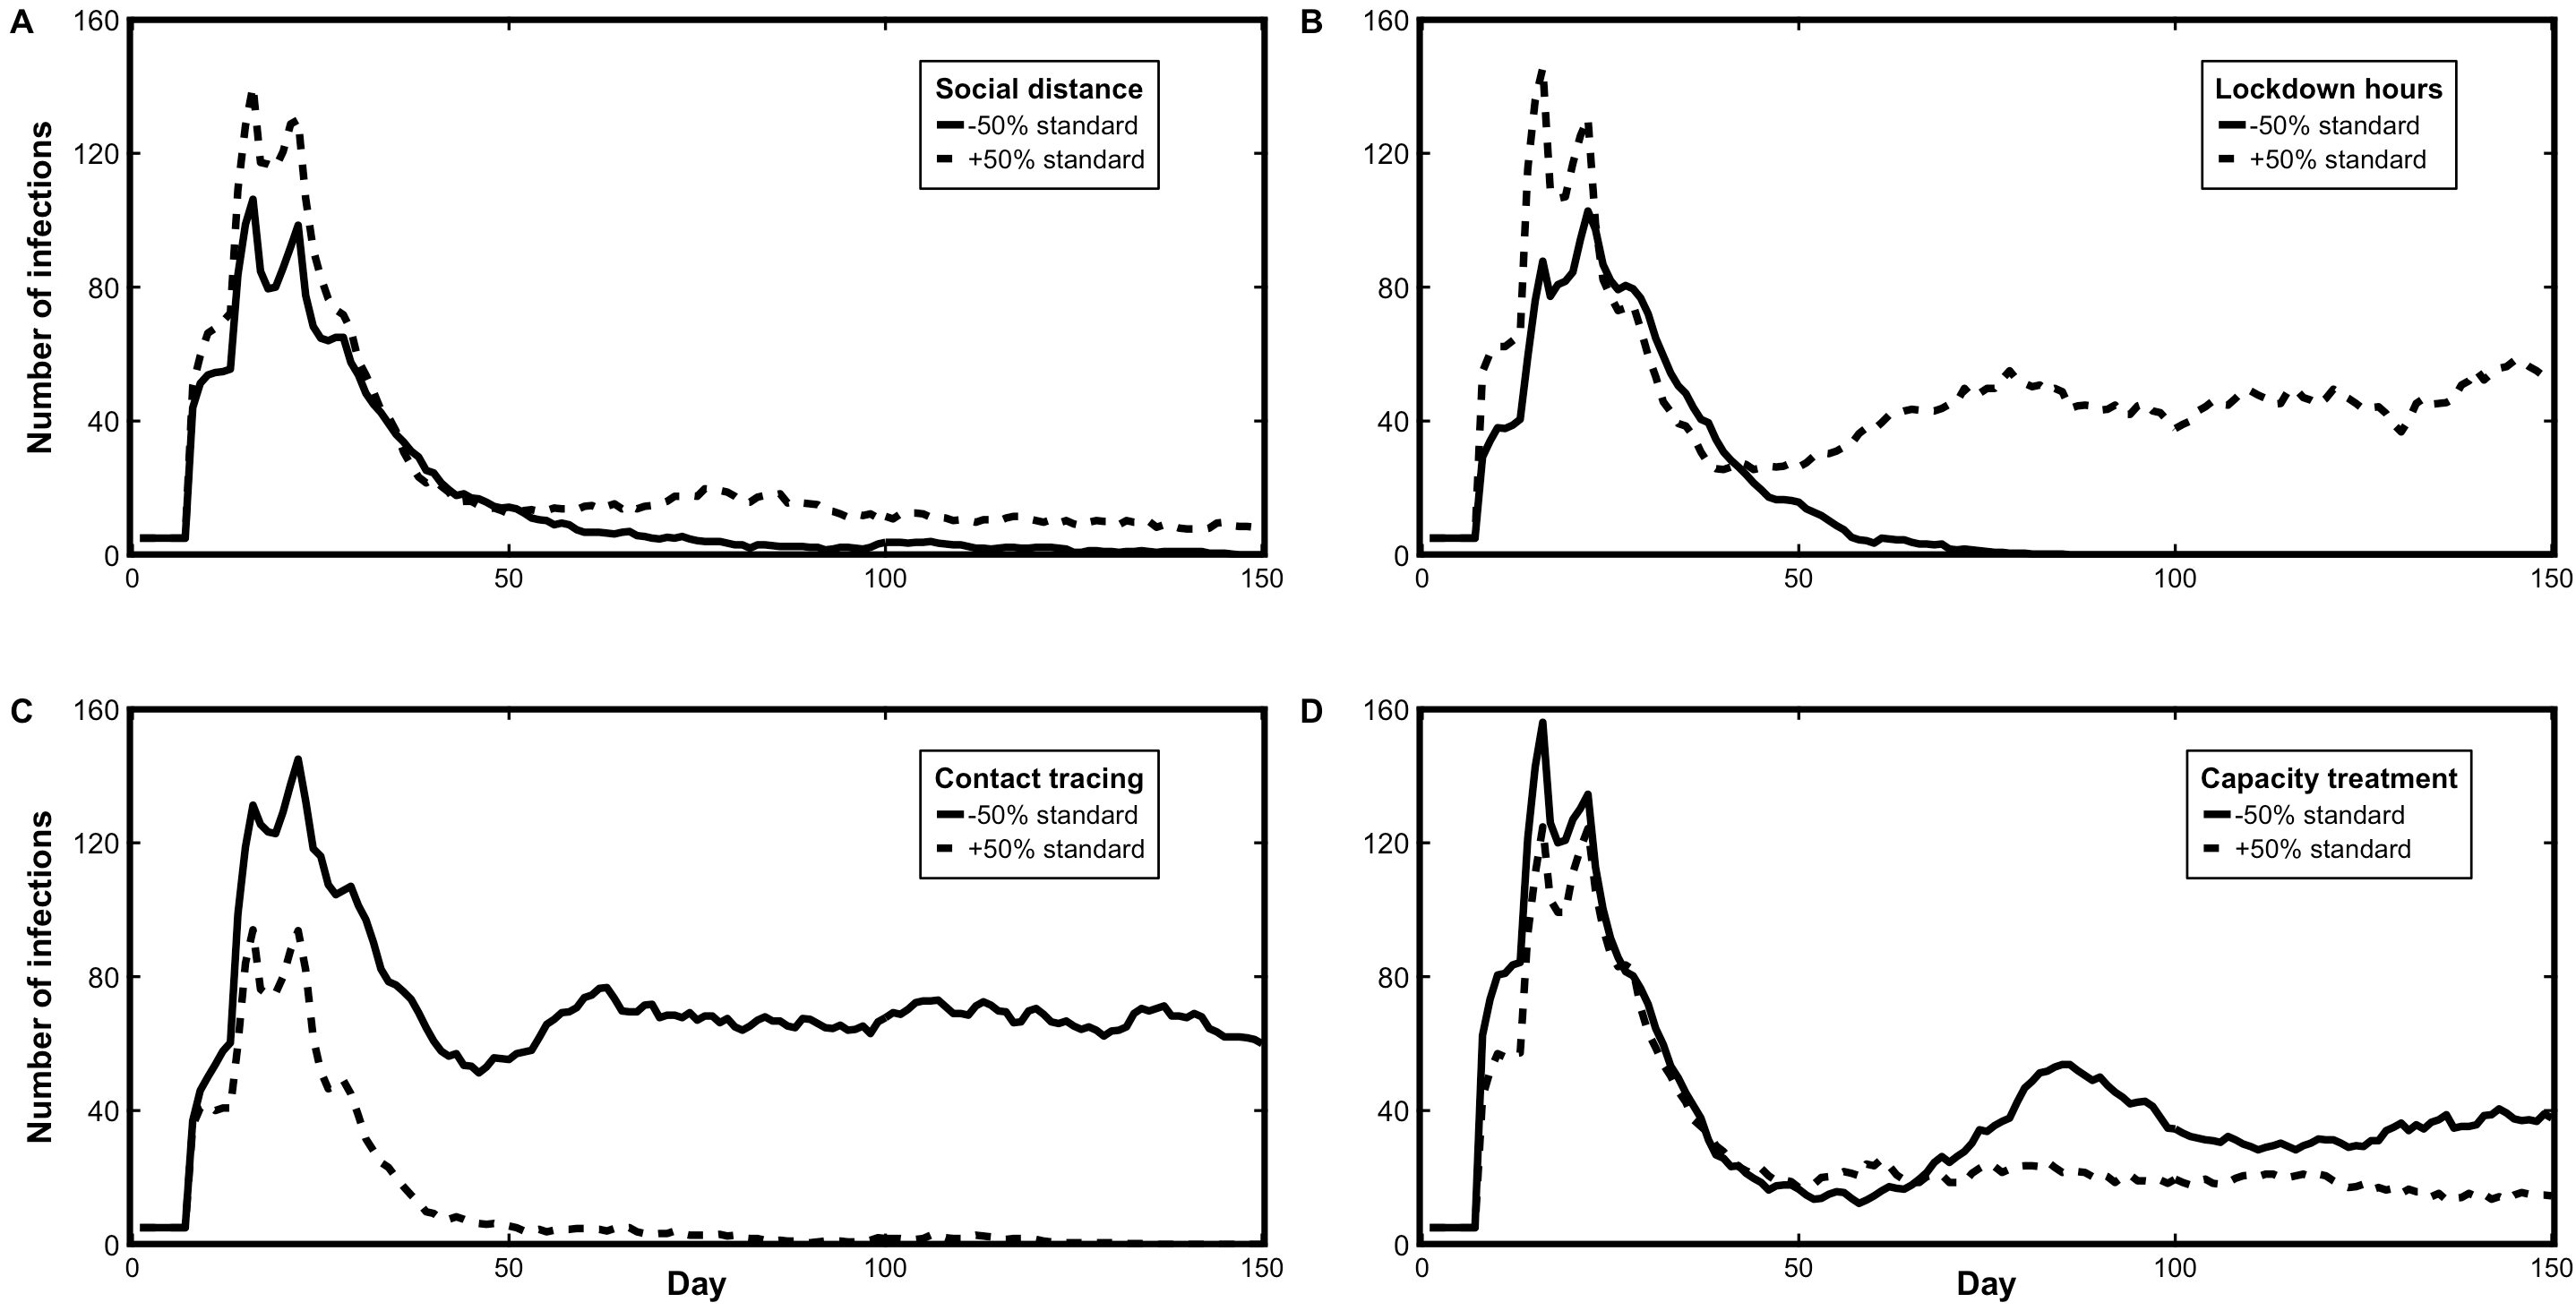 A
160
120
80
40
0
Number of infections
Social distance
-50% standard
+50% standard
0 50 100 150
B
160
120
80
40
0
Lockdown hours
-50% standard
+50% standard
0 50 100 150
C
160
120
80
40
0
Number of infections
Contact tracing
-50% standard
+50% standard
0 50 100 150
Day
D
160
120
80
40
0
Capacity treatment
-50% standard
+50% standard
0 50 100 150
Day